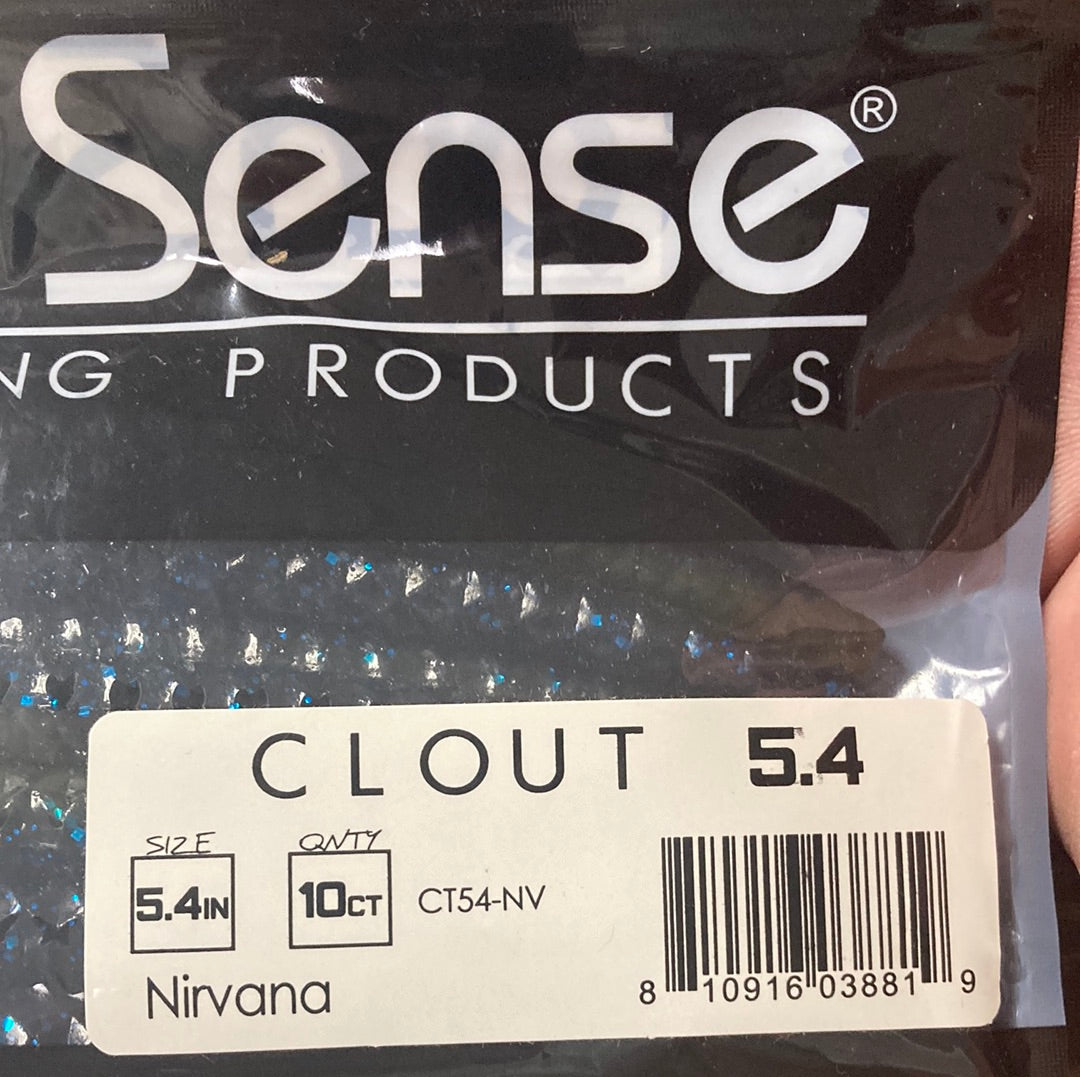 Sense®
NG PRODUCTS
CLOUT 5.4
SIZE QNTY
5.4IN 10CT CT54-NV
Nirvana
8 10916 03881 9